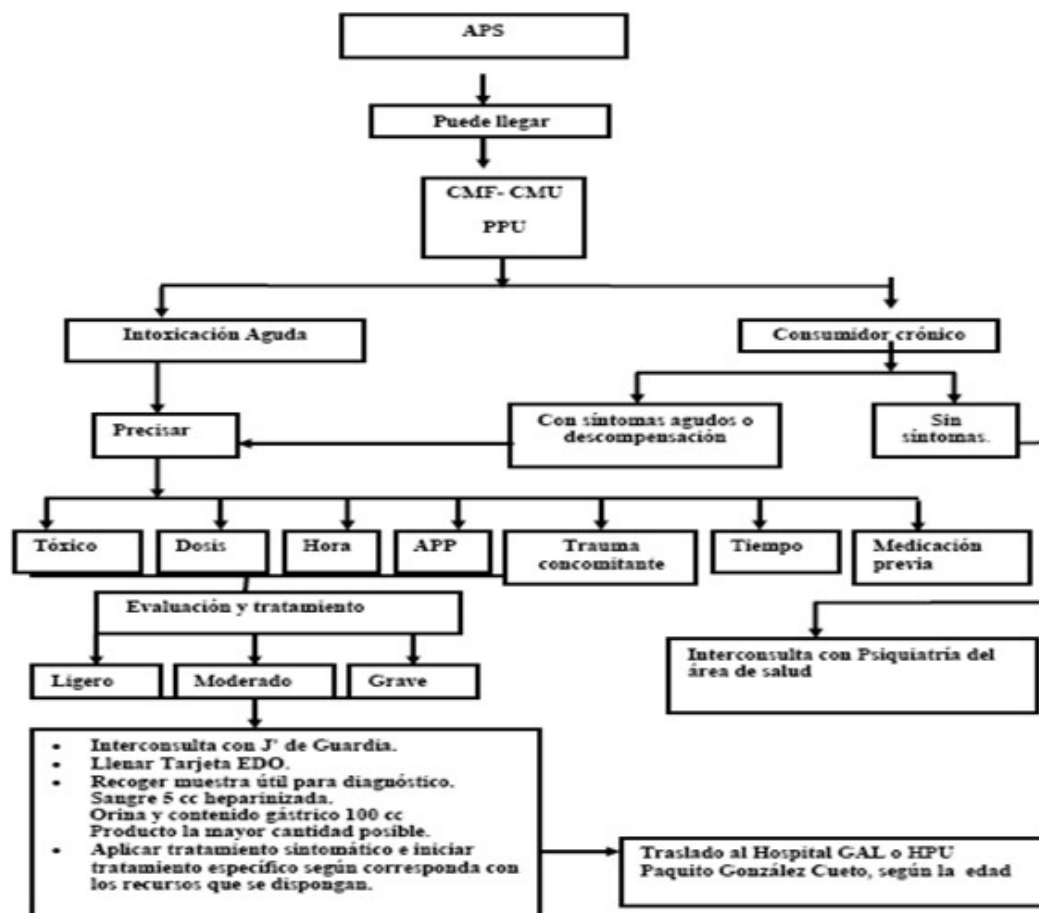 APS
Puede llegar
CMF- CMU
PPU
Intoxicación Aguda
Consumidor crónico
Precisar
Con síntomas agudos o
descompensación
Sin
síntomas.
Tóxico
Dosis
Hora
APP
Trauma
concomitante
Tiempo
Medicación
previa
Evaluación y tratamiento
Interconsulta con Psiquiatría del
área de salud
Ligero
Moderado
Grave
• Interconsulta con J' de Guardia.
• Llenar Tarjeta EDO.
• Recoger muestra útil para diagnóstico.
Sangre 5 cc heparinizada.
Orina y contenido gástrico 100 cc
Producto la mayor cantidad posible.
• Aplicar tratamiento sintomático e iniciar
tratamiento específico según corresponda con
los recursos que se dispongan.
Traslado al Hospital GAL o HPU
Paquito González Cueto, según la edad